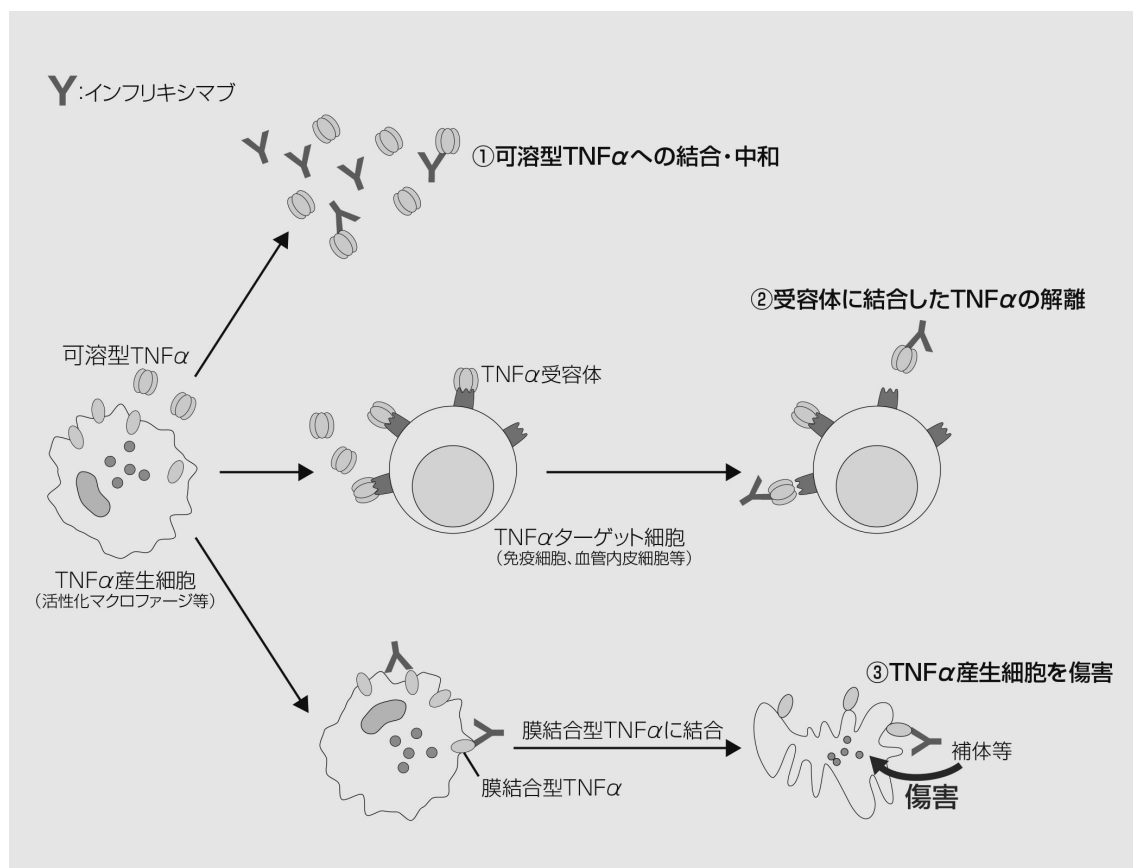 Y:インフリキシマブ
①可溶型TNFαへの結合・中和
②受容体に結合したTNFαの解離
可溶型TNFα
TNFα受容体
TNFαターゲット細胞
(免疫細胞、血管内皮細胞等)
TNFα産生細胞
(活性化マクロファージ等)
③TNFα産生細胞を傷害
膜結合型TNFαに結合
補体等
膜結合型TNFα
傷害